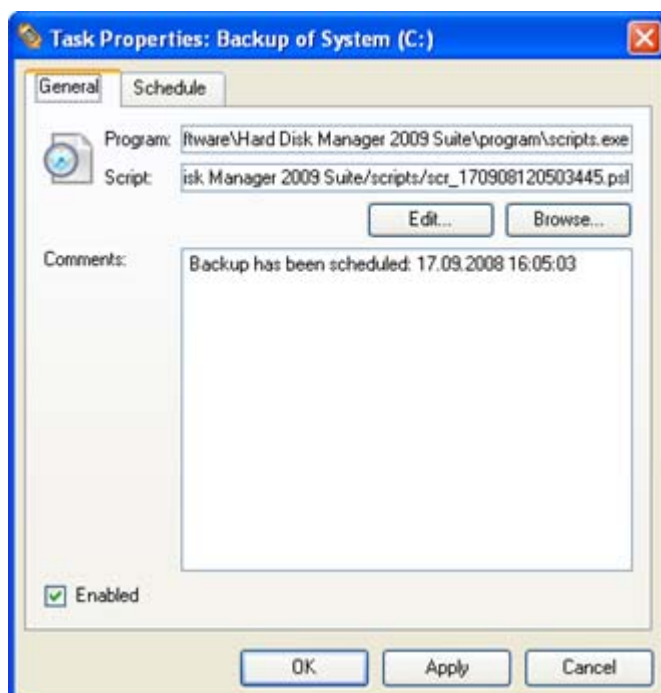 Task Properties: Backup of System (C:)
General Schedule
Program: ftware\Hard Disk Manager 2009 Suite\program\scripts.exe
Script: isk Manager 2009 Suite/scripts/scr_170908120503445.psl
Edit... Browse...
Comments: Backup has been scheduled: 17.09.2008 16:05:03
Enabled
OK Apply Cancel